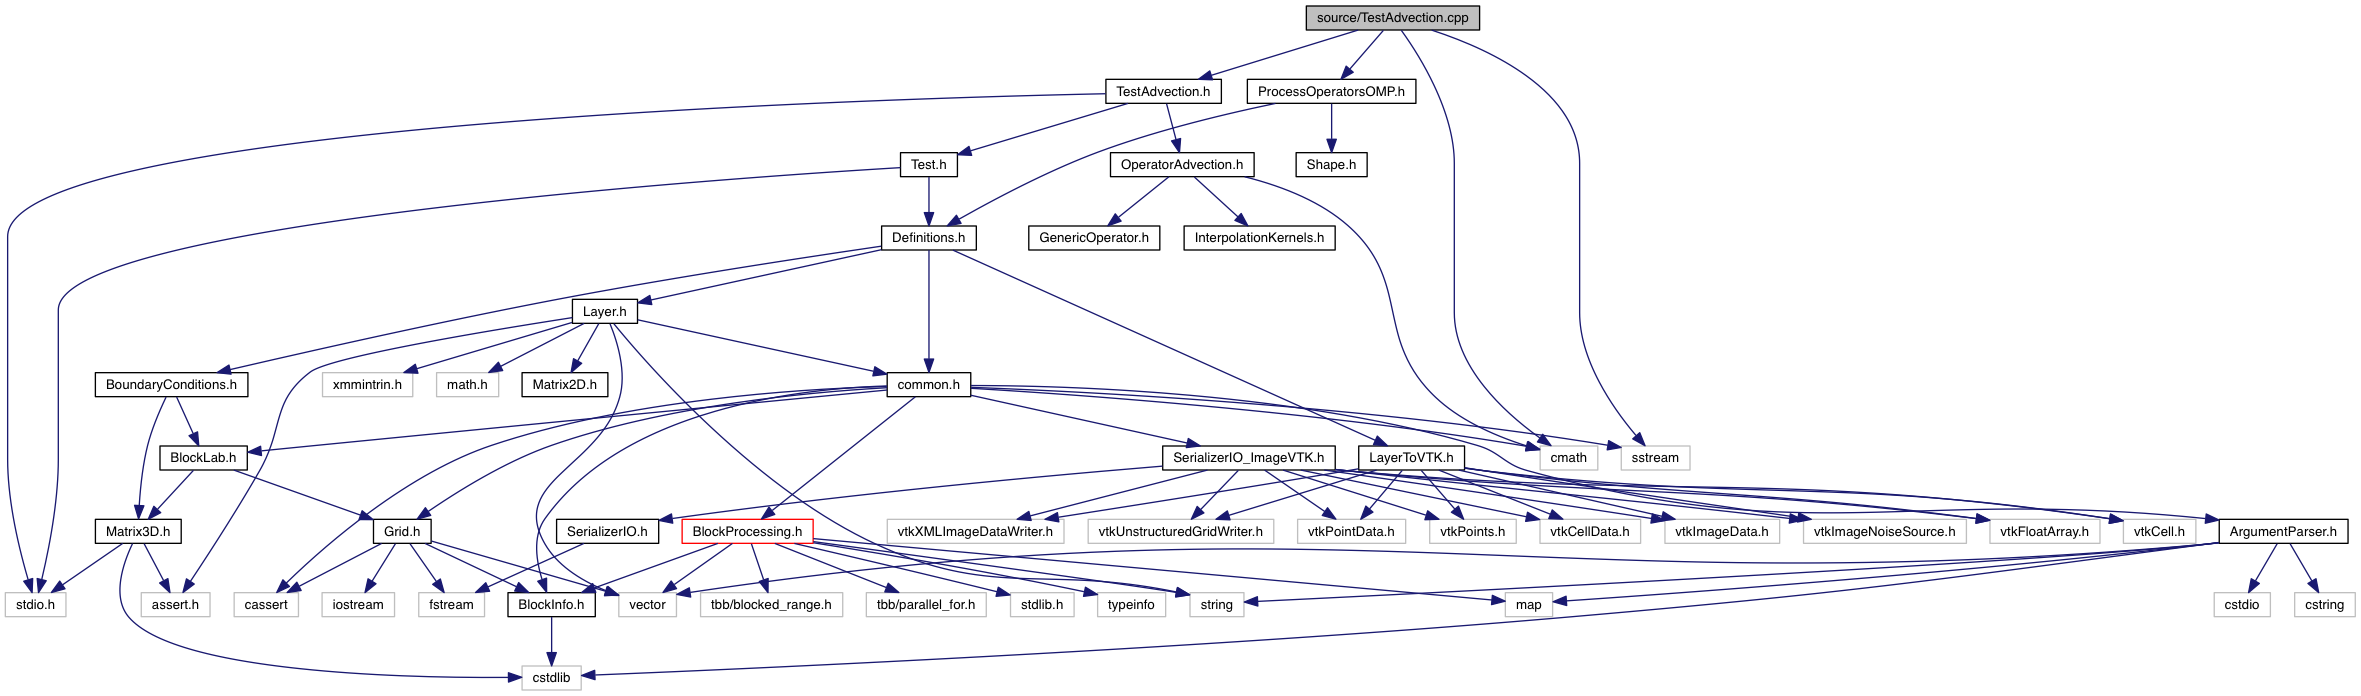 source/TestAdvection.cpp
TestAdvection.h
ProcessOperatorsOMP.h
Test.h
OperatorAdvection.h
Shape.h
Definitions.h
GenericOperator.h
InterpolationKernels.h
Layer.h
BoundaryConditions.h
xmmintrin.h
math.h
Matrix2D.h
common.h
BlockLab.h
SerializerIO_ImageVTK.h
LayerToVTK.h
cmath
sstream
Matrix3D.h
Grid.h
SerializerIO.h
BlockProcessing.h
vtkXMLImageDataWriter.h
vtkUnstructuredGridWriter.h
vtkPointData.h
vtkPoints.h
vtkCellData.h
vtkImageData.h
vtkImageNoiseSource.h
vtkFloatArray.h
vtkCell.h
ArgumentParser.h
stdio.h
assert.h
cassert
iostream
fstream
BlockInfo.h
vector
tbb/blocked_range.h
tbb/parallel_for.h
stdlib.h
typeinfo
string
map
cstdio
cstring
cstdlib